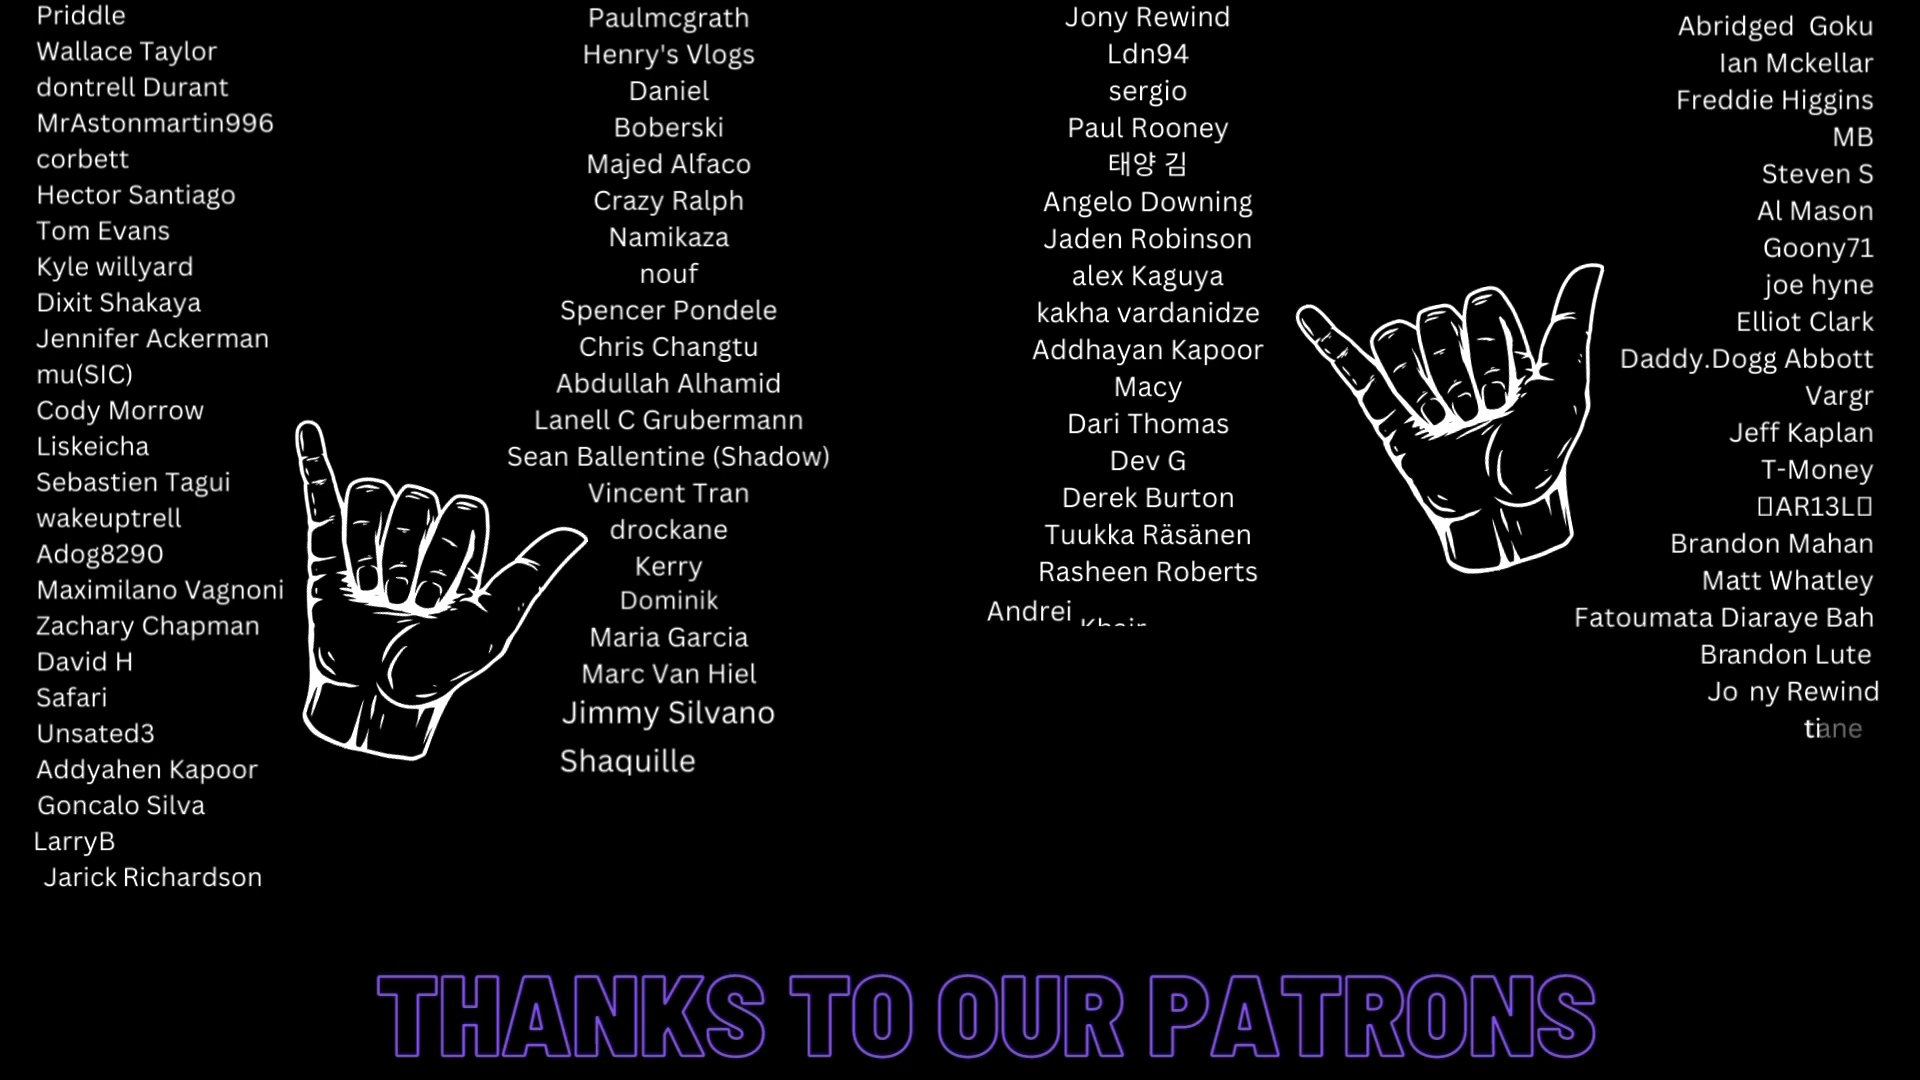 Priddle
Wallace Taylor
dontrell Durant
MrAstonmartin996
corbett
Hector Santiago
Tom Evans
Kyle willyard
Dixit Shakaya
Jennifer Ackerman
mu(SIC)
Cody Morrow
Liskeicha
Sebastien Tagui
wakeuptrell
Adog8290
Maximilano Vagnoni
Zachary Chapman
David H
Safari
Unsated3
Addyahen Kapoor
Goncalo Silva
LarryB
Jarick Richardson
Paulmcgrath
Henry's Vlogs
Daniel
Boberski
Majed Alfaco
Crazy Ralph
Namikaza
nouf
Spencer Pondele
Chris Changtu
Abdullah Alhamid
Lanell C Grubermann
Sean Ballentine (Shadow)
Vincent Tran
drockane
Kerry
Dominik
Maria Garcia
Marc Van Hiel
Jimmy Silvano
Shaquille
Jony Rewind
Ldn94
sergio
Paul Rooney
태양 김
Angelo Downing
Jaden Robinson
alex Kaguya
kakha vardanidze
Addhayan Kapoor
Macy
Dari Thomas
Dev G
Derek Burton
Tuukka Räsänen
Rasheen Roberts
Andrei
Abridged Goku
Ian Mckellar
Freddie Higgins
MB
Steven S
Al Mason
Goony71
joe hyne
Elliot Clark
Daddy.Dogg Abbott
Vargr
Jeff Kaplan
T-Money
▯AR13L▯
Brandon Mahan
Matt Whatley
Fatoumata Diaraye Bah
Brandon Lute
Jo ny Rewind
tiane
THANKS TO OUR PATRONS